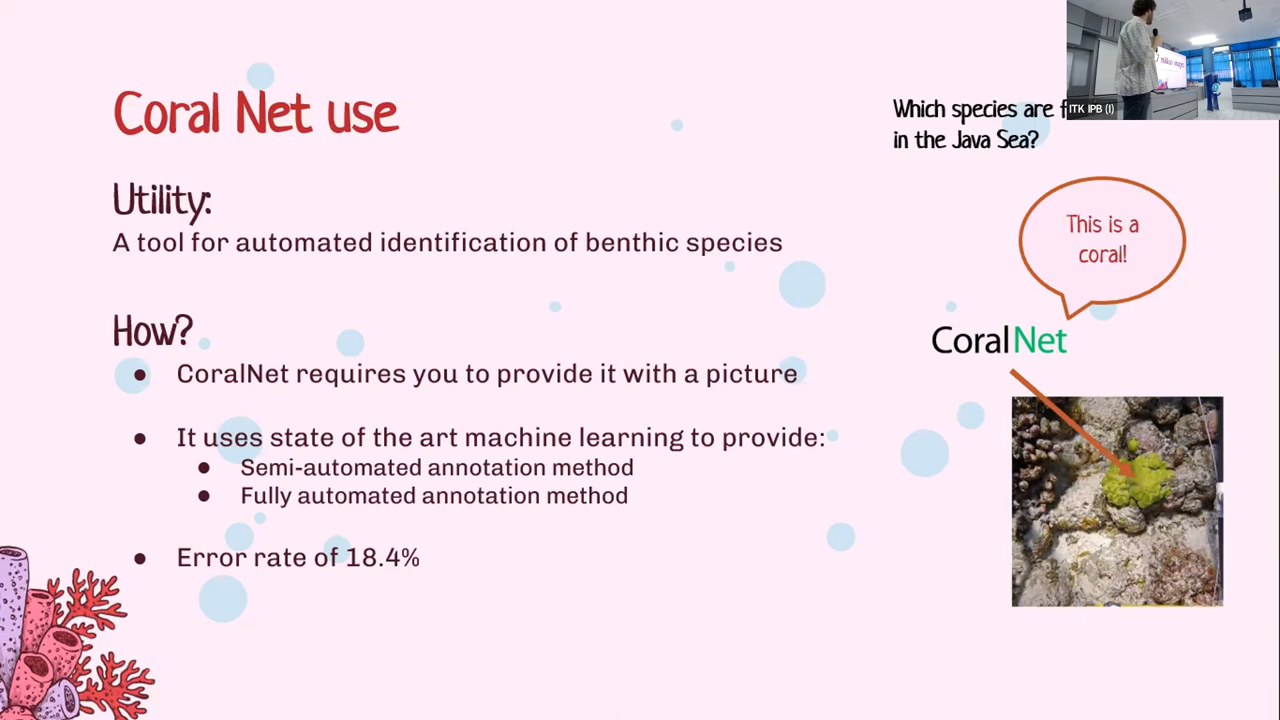 Coral Net use
Which species are f
in the Java Sea?
ITK IPB (I)
Utility:
A tool for automated identification of benthic species
This is a
coral!
How?
CoralNet
● CoralNet requires you to provide it with a picture
● It uses state of the art machine learning to provide:
● Semi-automated annotation method
● Fully automated annotation method
● Error rate of 18.4%